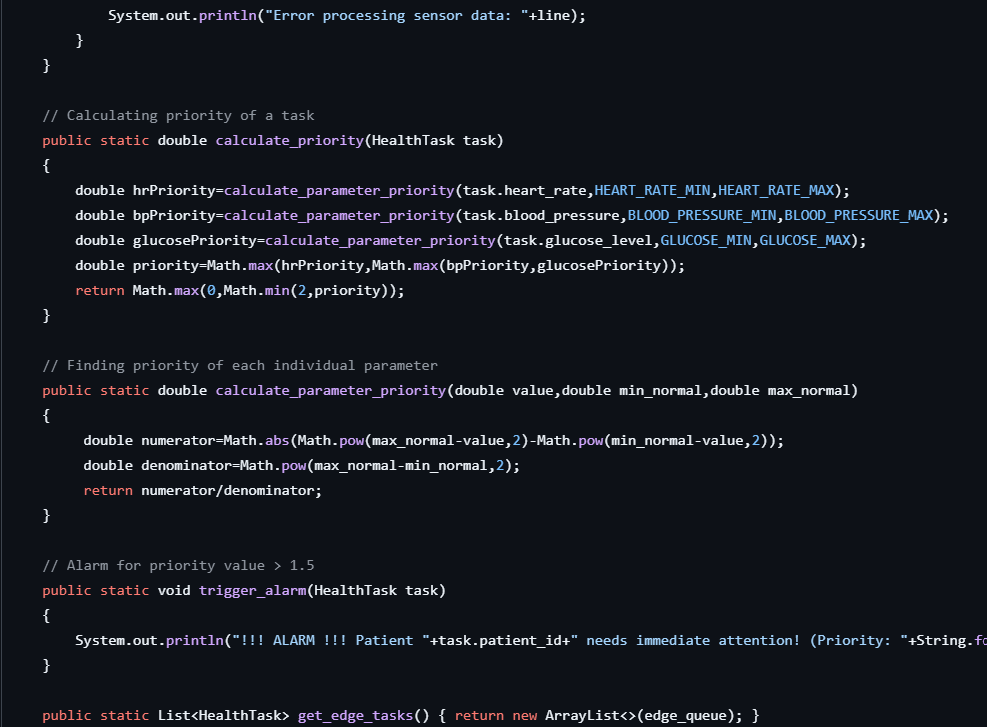 System.out.println("Error processing sensor data: "+line);
}
}
// Calculating priority of a task
public static double calculate_priority(HealthTask task)
{
double hrPriority=calculate_parameter_priority(task.heart_rate,HEART_RATE_MIN,HEART_RATE_MAX);
double bpPriority=calculate_parameter_priority(task.blood_pressure,BLOOD_PRESSURE_MIN,BLOOD_PRESSURE_MAX);
double glucosePriority=calculate_parameter_priority(task.glucose_level,GLUCOSE_MIN,GLUCOSE_MAX);
double priority=Math.max(hrPriority,Math.max(bpPriority,glucosePriority));
return Math.max(0,Math.min(2,priority));
}
// Finding priority of each individual parameter
public static double calculate_parameter_priority(double value,double min_normal,double max_normal)
{
double numerator=Math.abs(Math.pow(max_normal-value,2)-Math.pow(min_normal-value,2));
double denominator=Math.pow(max_normal-min_normal,2);
return numerator/denominator;
}
// Alarm for priority value > 1.5
public static void trigger_alarm(HealthTask task)
{
System.out.println("!!! ALARM !!! Patient "+task.patient_id+" needs immediate attention! (Priority: "+String.fo
}
public static List<HealthTask> get_edge_tasks() { return new ArrayList<>(edge_queue); }